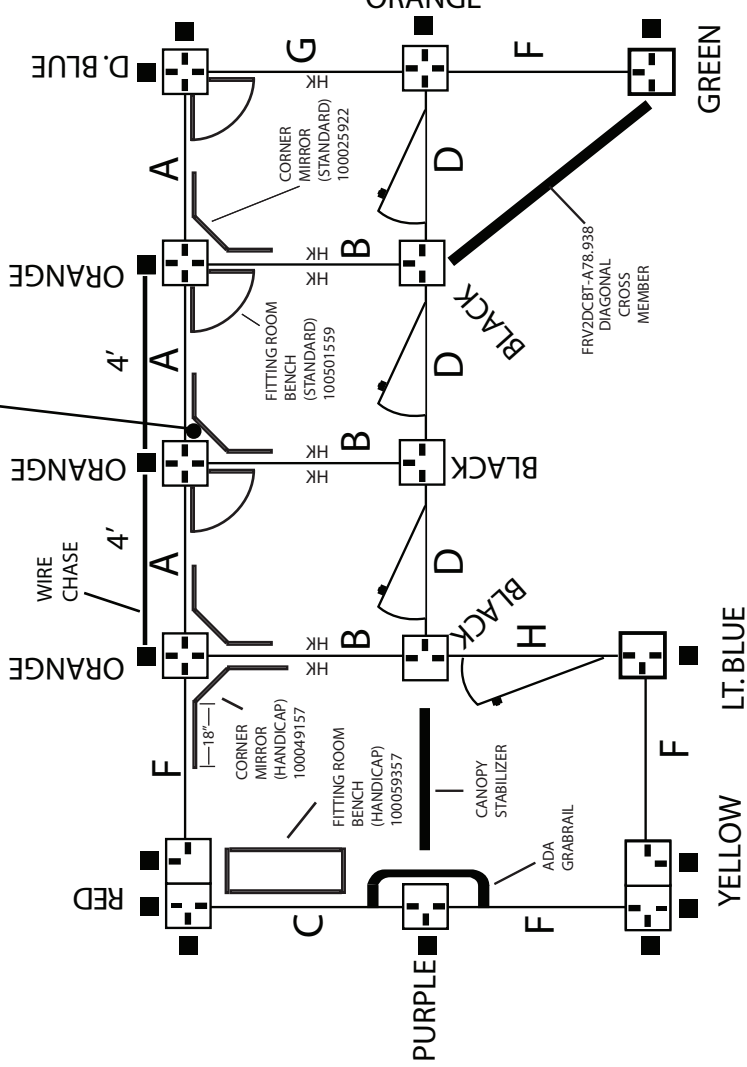 ORANGE
D. BLUE
G
F
GREEN
HK
A
CORNER
MIRROR
(STANDARD)
100025922
D
ORANGE
HK
B
HK
BLACK
FRV2DCBT-A78.938
DIAGONAL
CROSS
MEMBER
4'
A
FITTING ROOM
BENCH
(STANDARD)
100501559
D
ORANGE
HK
B
HK
BLACK
4'
WIRE
CHASE
A
D
ORANGE
HK
B
HK
BLACK
H
LT. BLUE
F
18"
CORNER
MIRROR
(HANDICAP)
100049157
FITTING ROOM
BENCH
(HANDICAP)
100059357
CANOPY
STABILIZER
ADA
GRABRAIL
F
RED
C
PURPLE
F
YELLOW